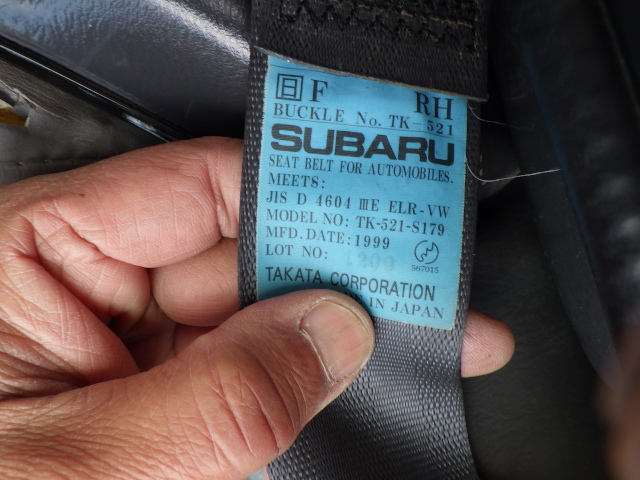 日 F RH
BUCKLE No. TK-521
SUBARU
SEAT BELT FOR AUTOMOBILES.
MEETS:
JIS D 4604 ⅢE ELR-VW
MODEL NO: TK-521-S179
MFD. DATE: 1999
LOT NO:
567015
TAKATA CORPORATION
IN JAPAN